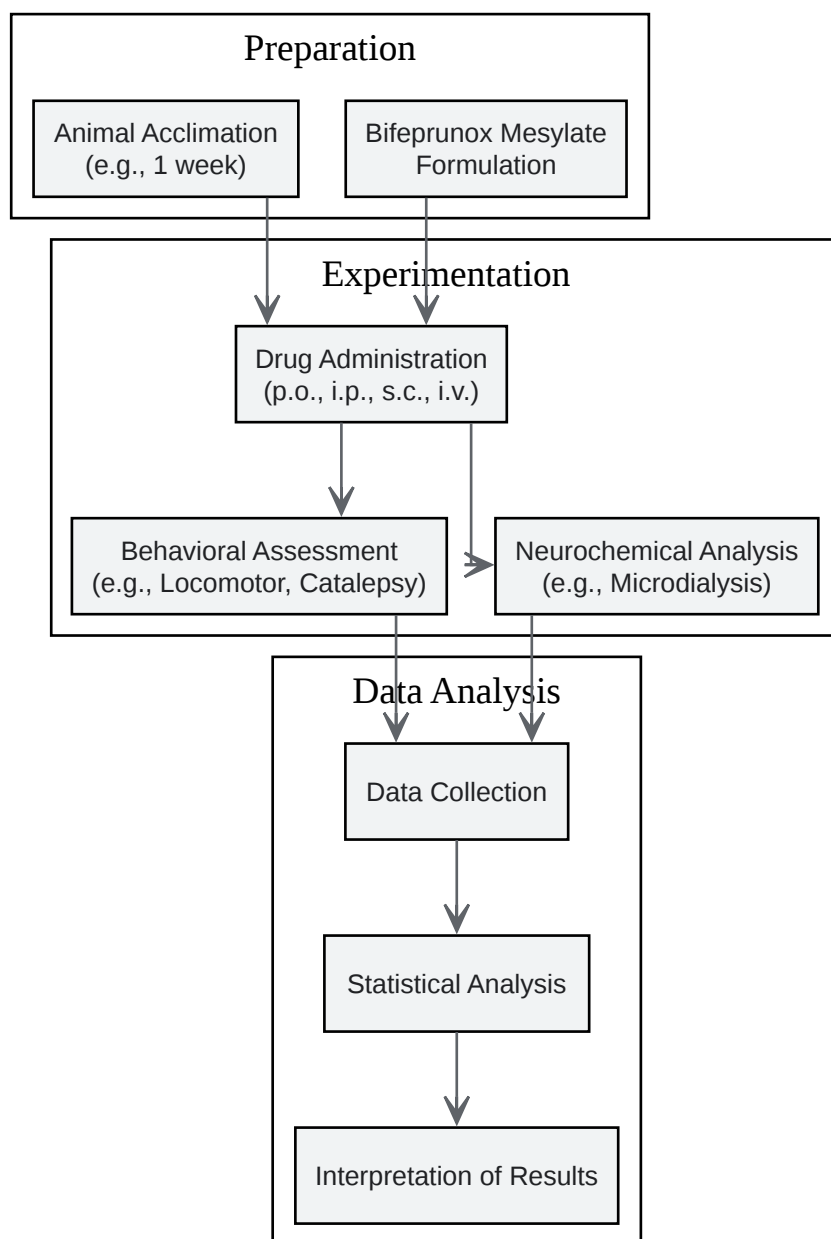 Preparation
Animal Acclimation
(e.g., 1 week)
Bifeprunox Mesylate
Formulation
Experimentation
Drug Administration
(p.o., i.p., s.c., i.v.)
Behavioral Assessment
(e.g., Locomotor, Catalepsy)
Neurochemical Analysis
(e.g., Microdialysis)
Data Analysis
Data Collection
Statistical Analysis
Interpretation of Results